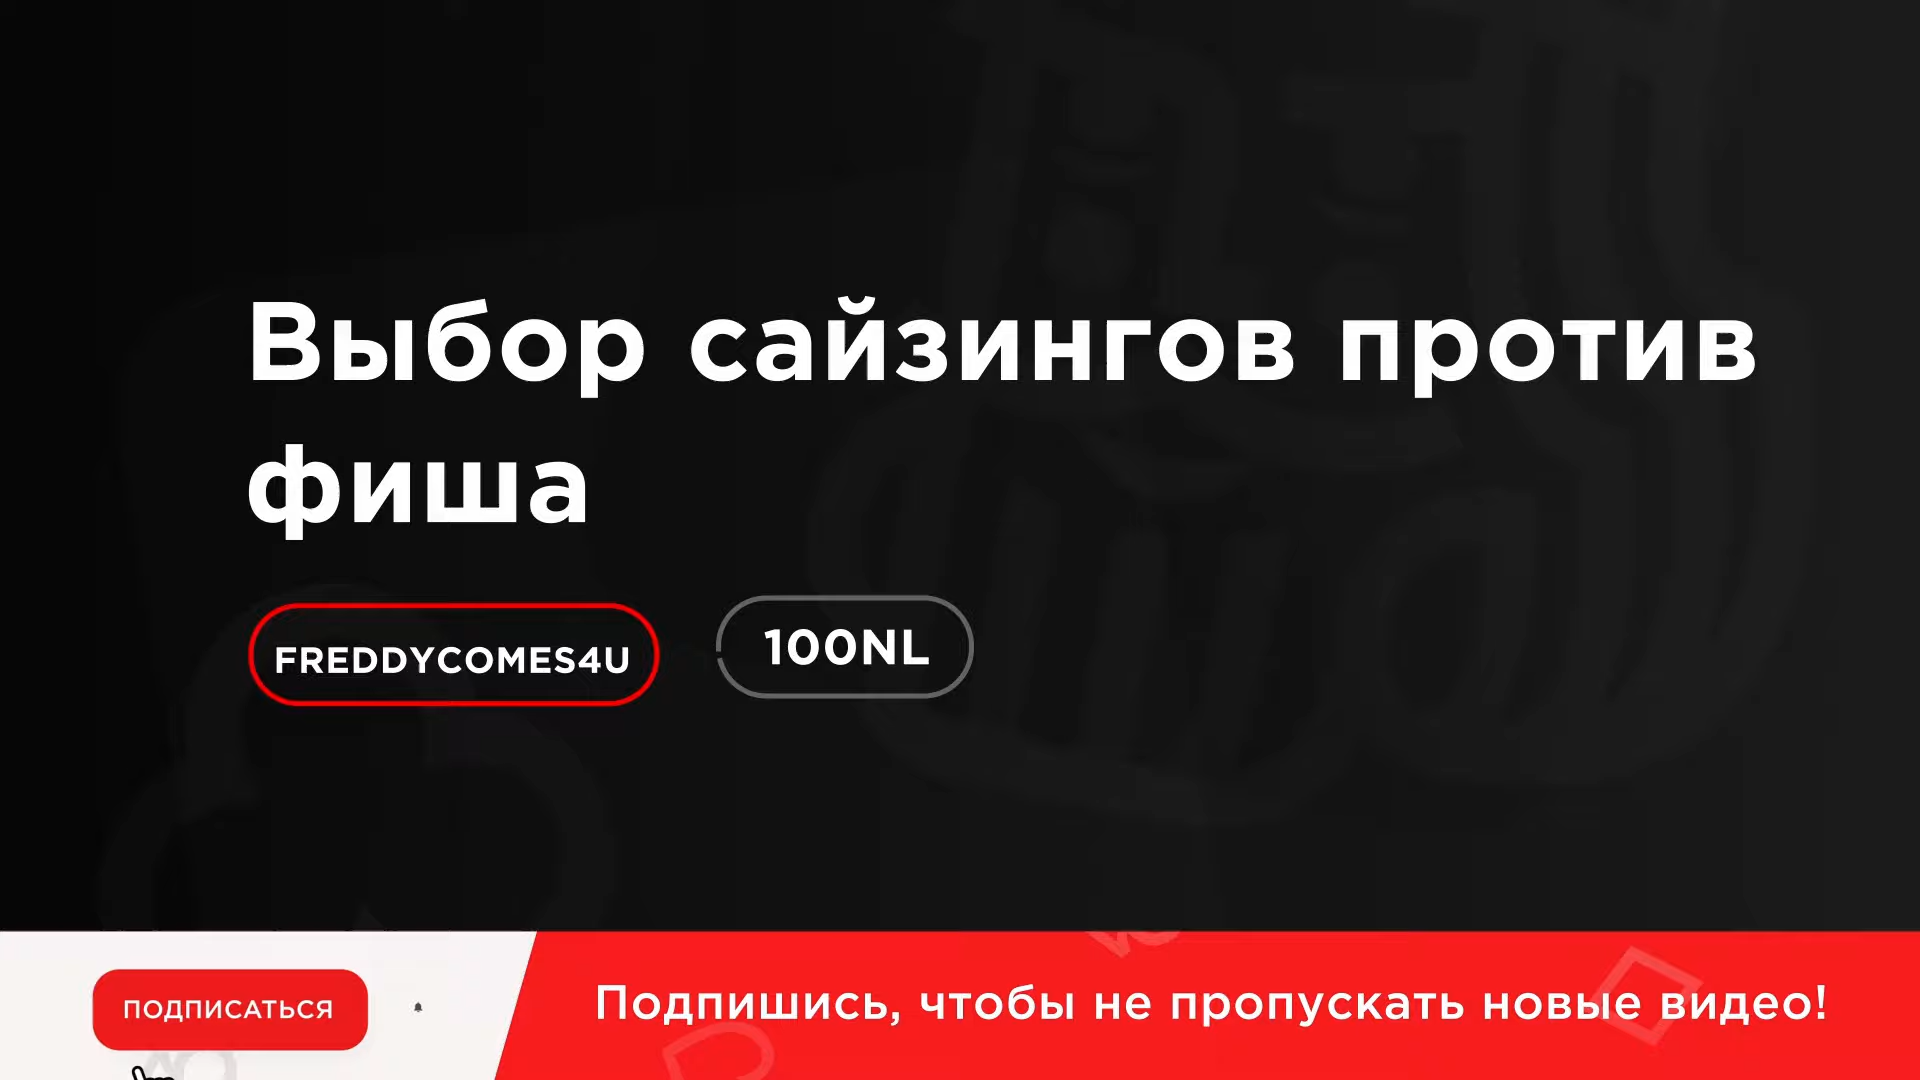 Выбор сайзингов против
фиша
FREDDYCOMES4U
100NL
ПОДПИСАТЬСЯ
Подпишись, чтобы не пропускать новые видео!